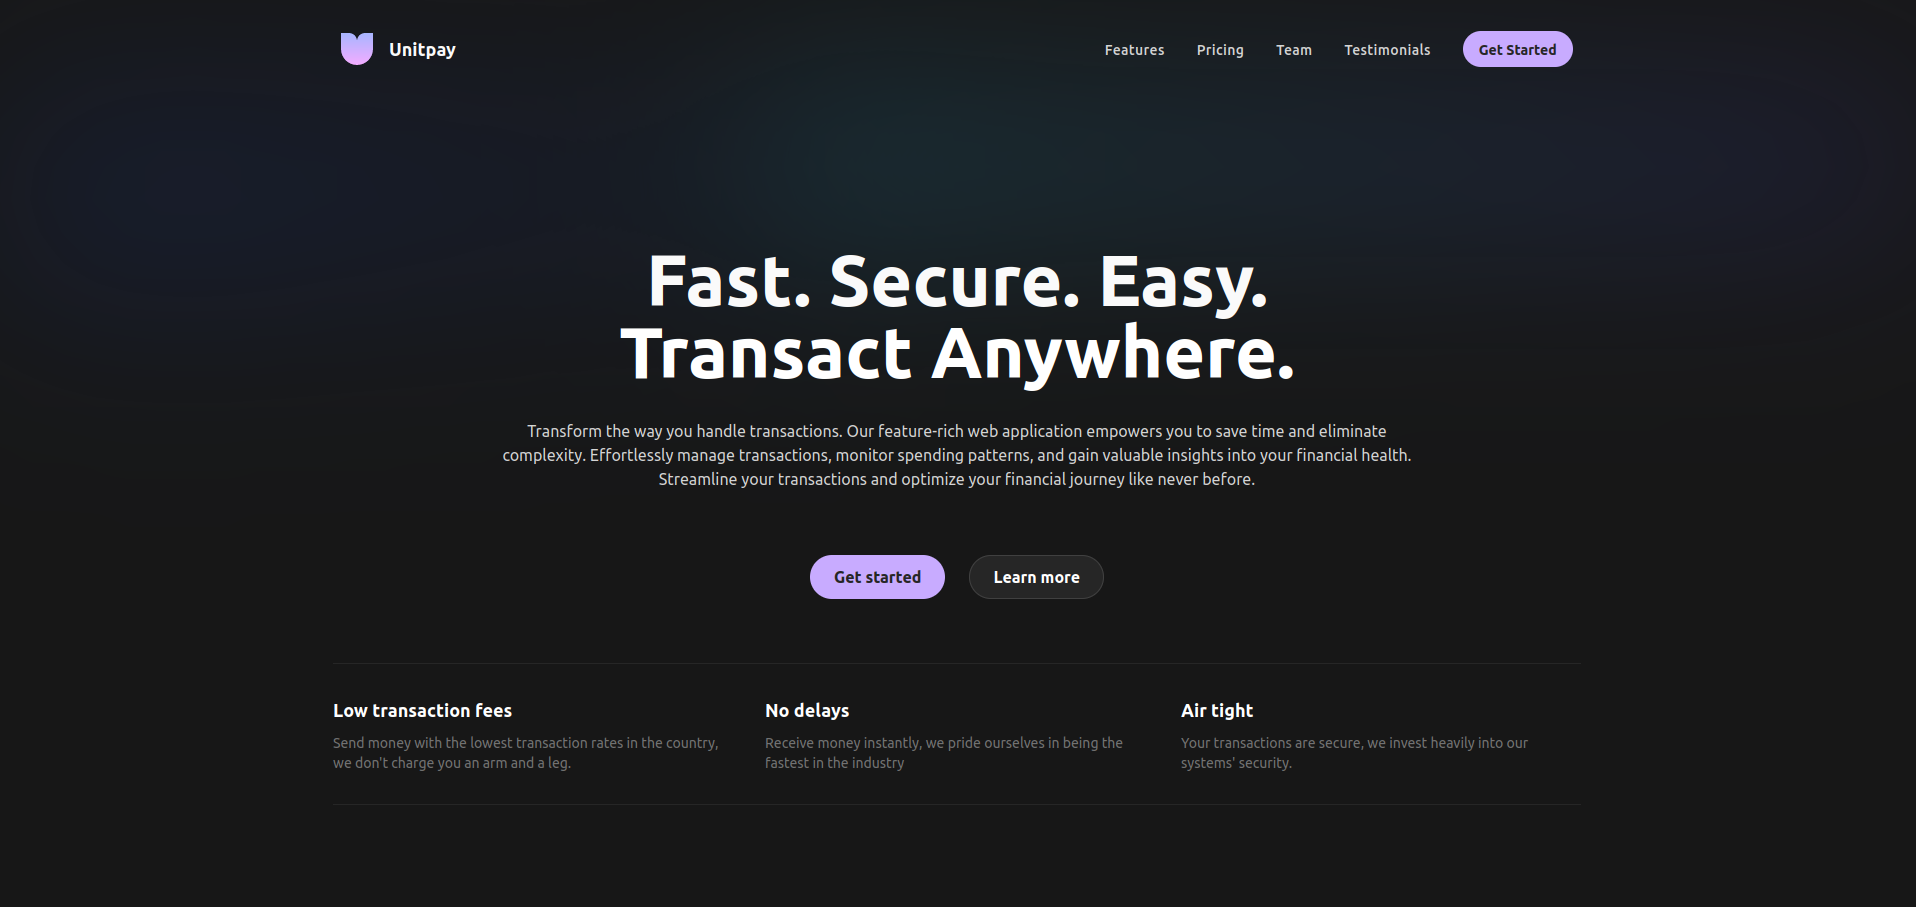 Unitpay
Features
Pricing
Team
Testimonials
Get Started
Fast. Secure. Easy.
Transact Anywhere.
Transform the way you handle transactions. Our feature-rich web application empowers you to save time and eliminate
complexity. Effortlessly manage transactions, monitor spending patterns, and gain valuable insights into your financial health.
Streamline your transactions and optimize your financial journey like never before.
Get started
Learn more
Low transaction fees
Send money with the lowest transaction rates in the country,
we don't charge you an arm and a leg.
No delays
Receive money instantly, we pride ourselves in being the
fastest in the industry
Air tight
Your transactions are secure, we invest heavily into our
systems' security.